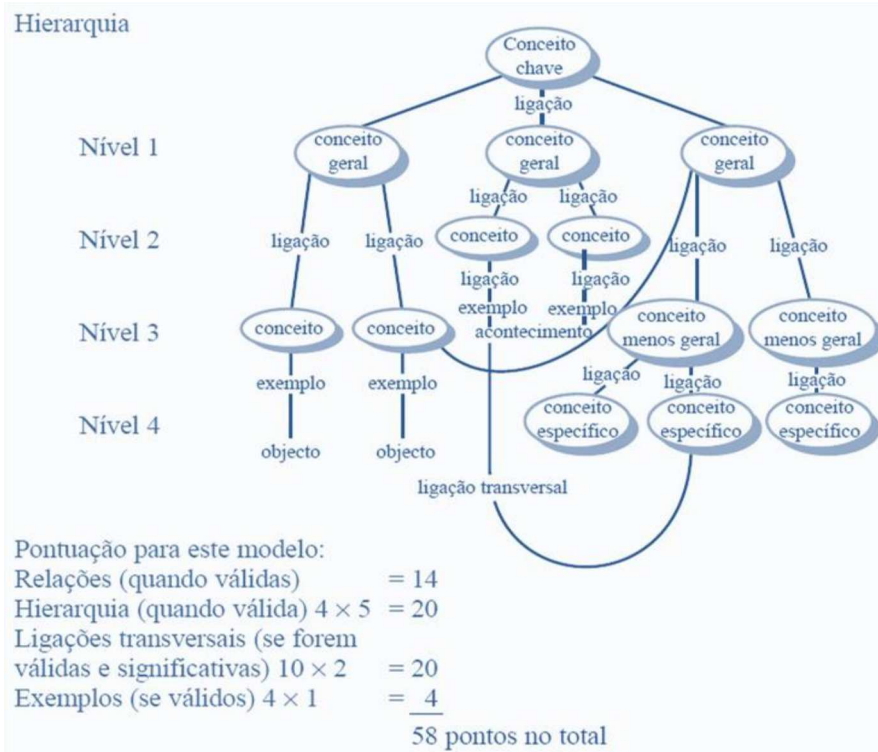 Hierarquia
Conceito
chave
ligação
Nível 1
conceito
geral
conceito
geral
conceito
geral
ligação
ligação
Nível 2
ligação
ligação
conceito
conceito
ligação
ligação
ligação
ligação
exemplo
exemplo
Nível 3
conceito
conceito
acontecimento
conceito
menos geral
conceito
menos geral
exemplo
exemplo
ligação
ligação
ligação
Nível 4
conceito
específico
conceito
específico
conceito
específico
objecto
objecto
ligação transversal
Pontuação para este modelo:
Relações (quando válidas) = 14
Hierarquia (quando válida) 4 × 5 = 20
Ligações transversais (se forem
válidas e significativas) 10 × 2 = 20
Exemplos (se válidos) 4 × 1 = 4
58 pontos no total